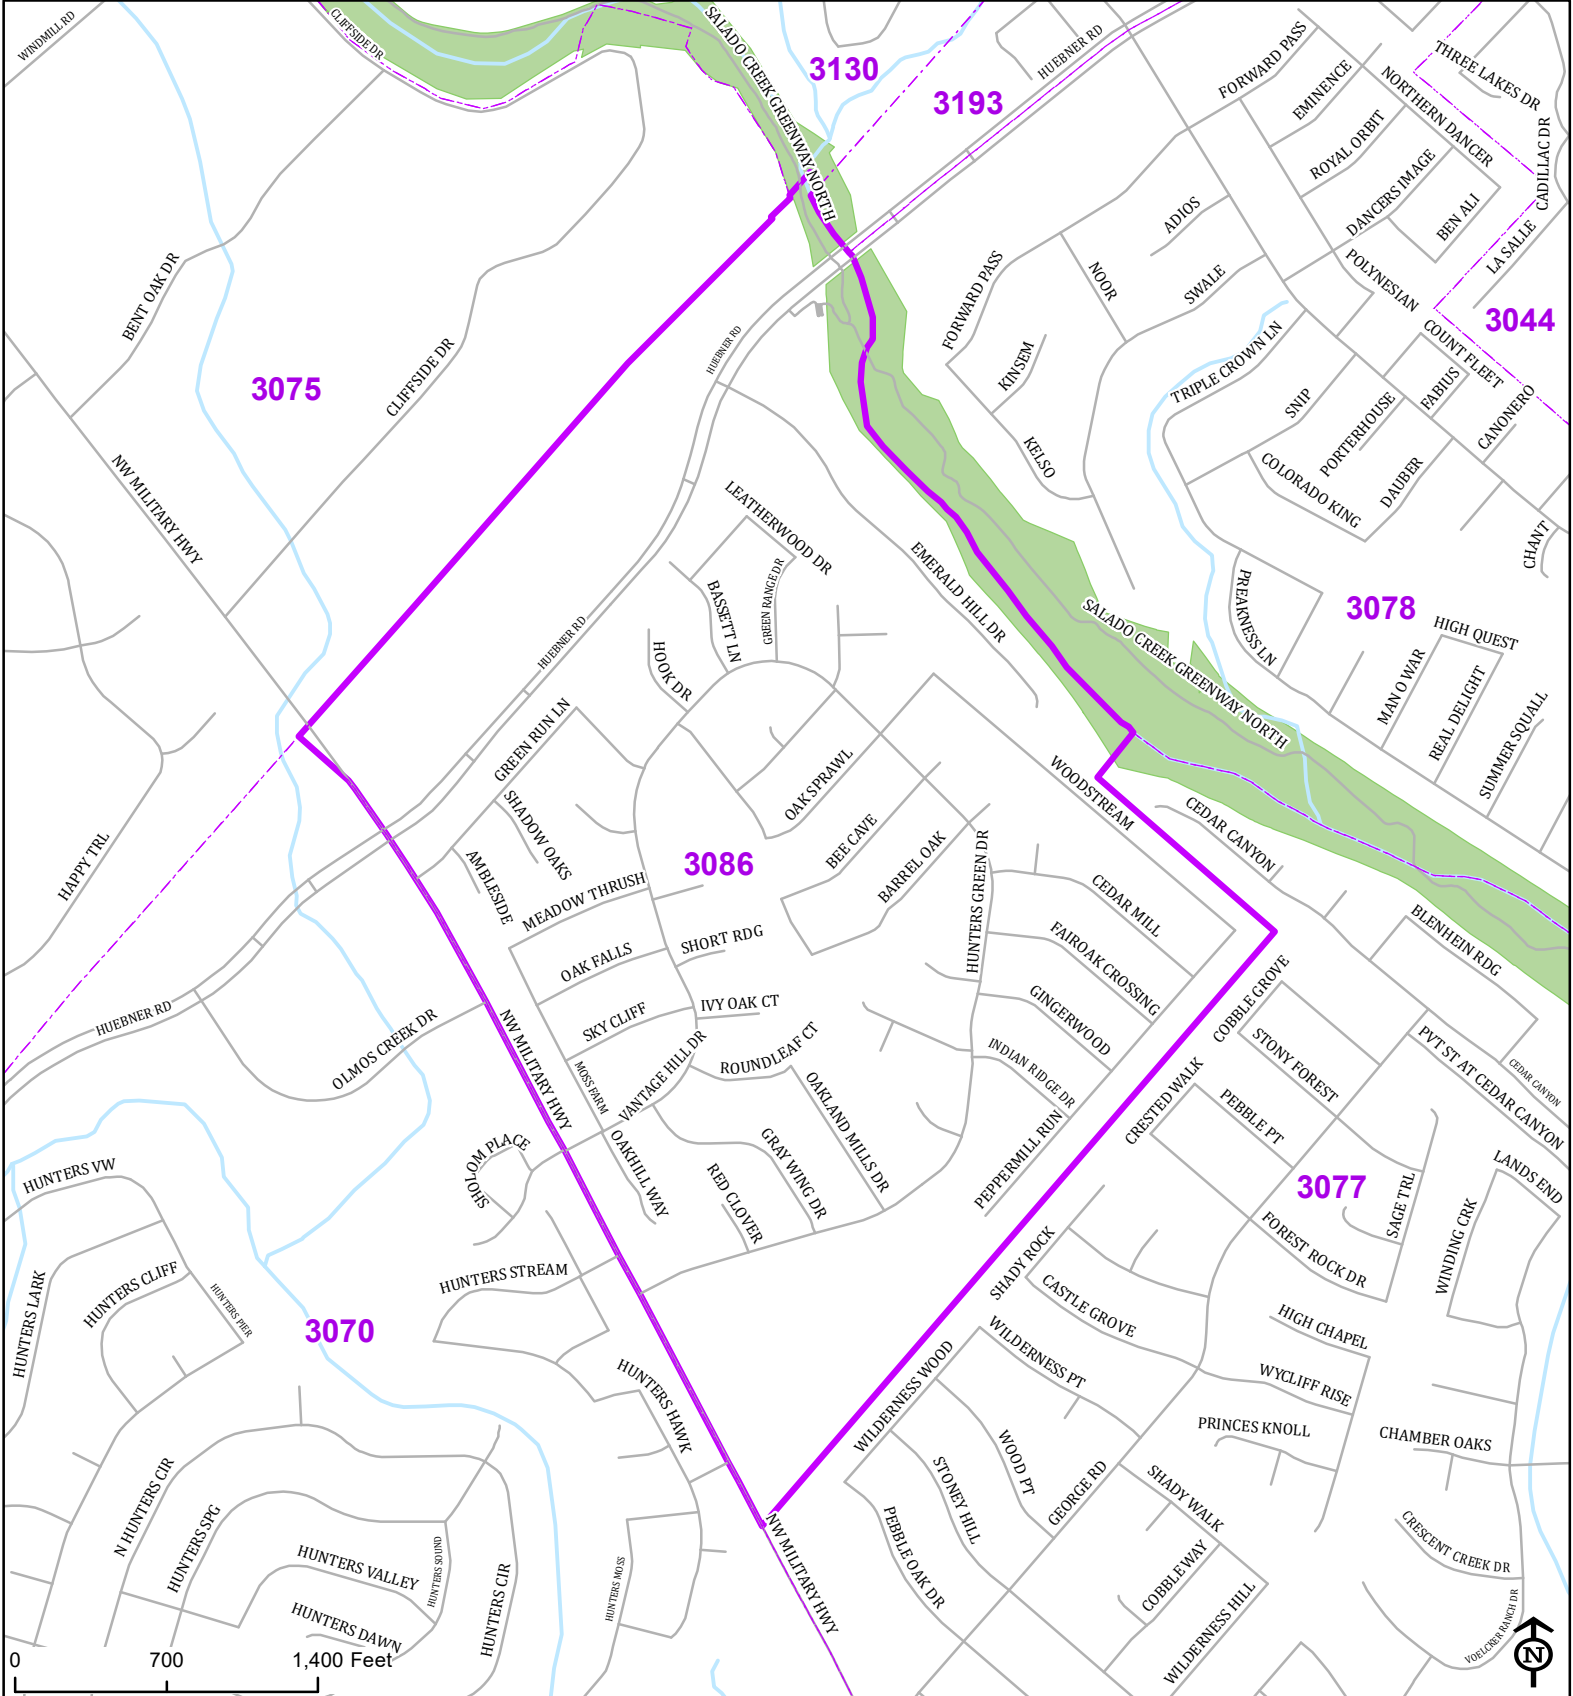 WINDMILL RD
CLIFFSIDE DR
SALADO CREEK GREENWAY NORTH
3130
3193
HUEBNER RD
FORWARD PASS
EMINENCE
NORTHERN DANCER
THREE LAKES DR
ROYAL ORBIT
DANCERS IMAGE
BEN ALI
CADILLAC DR
LA SALLE
ADIOS
NOOR
SWALE
POLYNESIAN
3044
BENT OAK DR
3075
CLIFFSIDE DR
HUEBNER RD
FORWARD PASS
KINSEM
KELSO
TRIPLE CROWN LN
SNIP
COUNT FLEET
FABIUS
PORTERHOUSE
CANONERO
COLORADO KING
DAUBER
CHANT
NW MILITARY HWY
LEATHERWOOD DR
BASSETT LN
GREEN RANGE DR
EMERALD HILL DR
HUEBNER RD
HOOK DR
SALADO CREEK GREENWAY NORTH
PREAKNESS LN
3078
HIGH QUEST
MAN O WAR
REAL DELIGHT
SUMMER SQUALL
GREEN RUN LN
SHADOW OAKS
OAK SPRAWL
WOODSTREAM
CEDAR CANYON
HAPPY TRL
AMBLESIDE
3086
BEE CAVE
BARREL OAK
HUNTERS GREEN DR
CEDAR MILL
MEADOW THRUSH
OAK FALLS
SHORT RDG
FAIROAK CROSSING
BLENHEIN RDG
SKY CLIFF
IVY OAK CT
GINGERWOOD
COBBLE GROVE
HUEBNER RD
OLMOS CREEK DR
NW MILITARY HWY
MOSS FARM
VANTAGE HILL DR
ROUNDLEAF CT
INDIAN RIDGE DR
STONY FOREST
PVT ST AT CEDAR CANYON
CEDAR CANYON
OAKLAND MILLS DR
CRESTED WALK
PEBBLE PT
HUNTERS VW
SHOLOM PLACE
OAKHILL WAY
GRAY WING DR
RED CLOVER
PEPPERMILL RUN
3077
SAGE TRL
LANDS END
WINDING CRK
FOREST ROCK DR
SHADY ROCK
HUNTERS LARK
HUNTERS CLIFF
HUNTERS PIER
HUNTERS STREAM
3070
CASTLE GROVE
HIGH CHAPEL
WILDERNESS PT
HUNTERS HAWK
WILDERNESS WOOD
WYCLIFF RISE
PRINCES KNOLL
CHAMBER OAKS
WOOD PT
STONEY HILL
GEORGE RD
SHADY WALK
N HUNTERS CIR
HUNTERS SPG
HUNTERS VALLEY
HUNTERS SOUND
HUNTERS CIR
HUNTERS MOSS
NW MILITARY HWY
PEBBLE OAK DR
COBBLEWAY
WILDERNESS HILL
CRESCENT CREEK DR
VOELCKER RANCH DR
HUNTERS DAWN
0 700 1,400 Feet
N